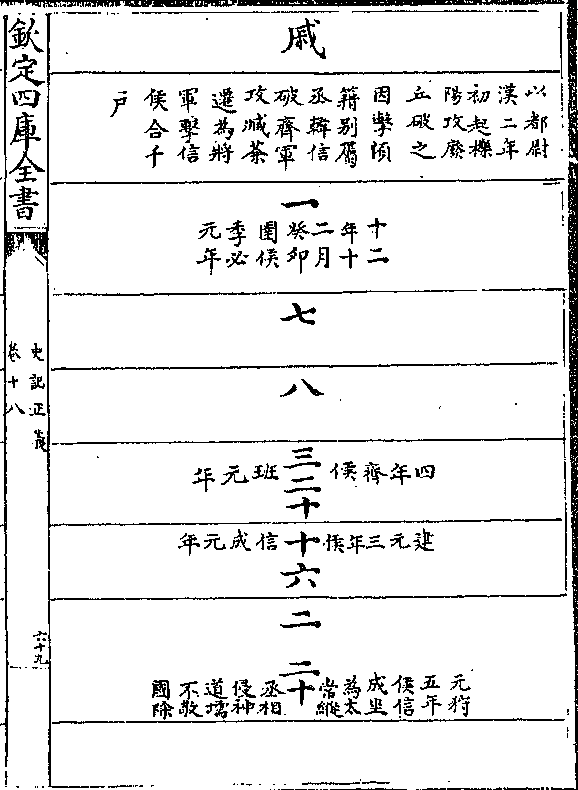 戚
以都尉
漢二年
初起櫟
陽攻廢
丘破之
因擊項
籍別屬
丞韓信
破齊軍
攻臧荼
遷為將
軍擊信
侯合千
戶
一
十二
年十
二月
癸卯
圉侯
季必
元年
七
八
三
二十
四年齊侯班元年
十六
建元三年侯信成元年
二
二十
元狩
五年
侯信
成坐
為太
常縱
丞相
侵神
道壖
不敬
國除
欽定四庫全書
史記正義
卷十八
六十九